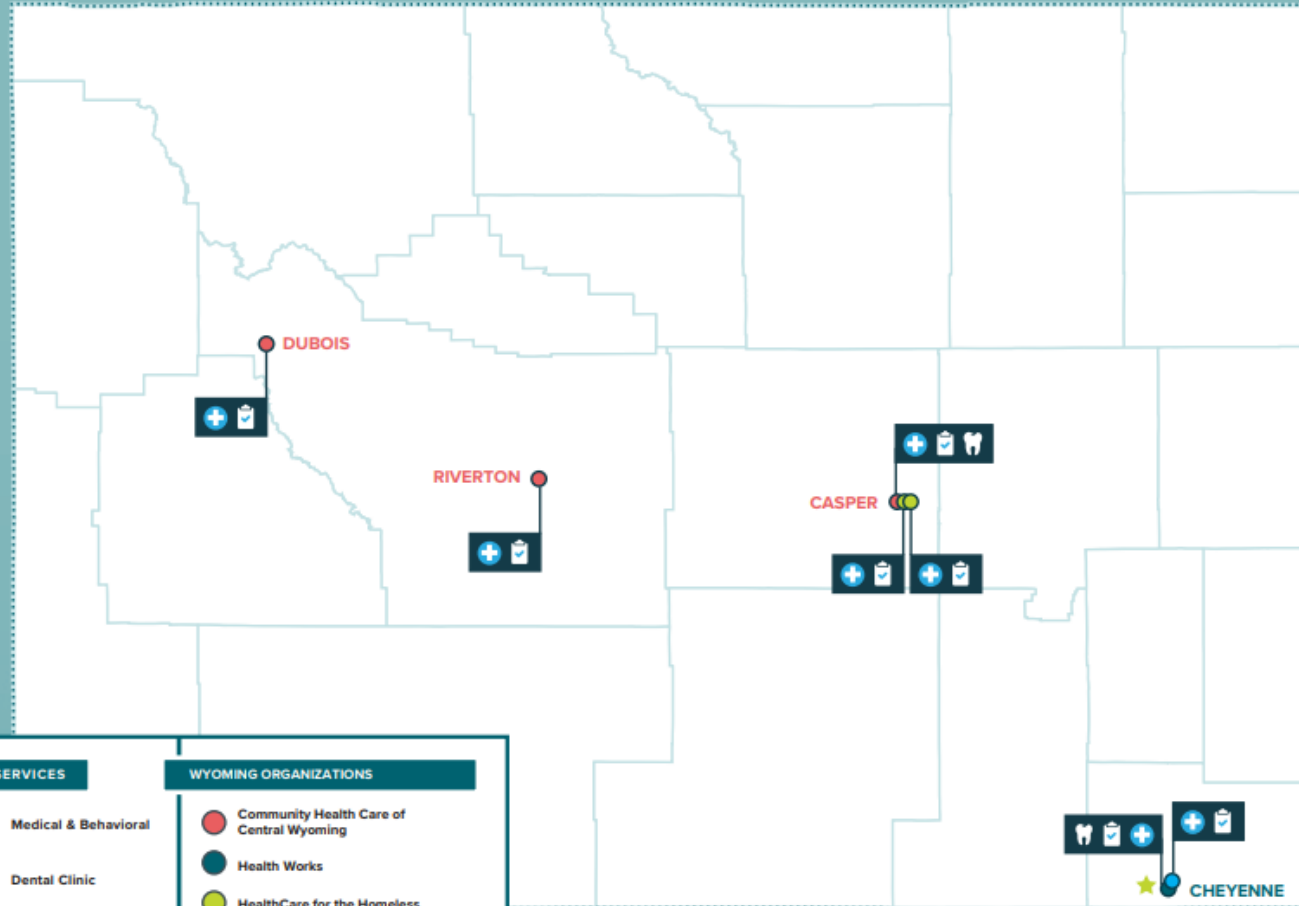 DUBOIS
RIVERTON
CASPER
CHEYENNE
Medical & Behavioral
Dental Clinic
WYOMING ORGANIZATIONS
Community Health Care of
Central Wyoming
Health Works
HealthCare for the Homeless